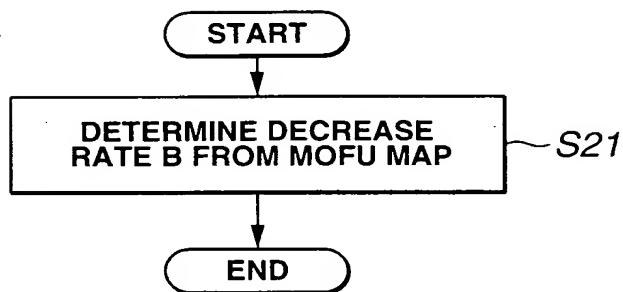 START
DETERMINE DECREASE
RATE B FROM MOFU MAP
S21
END